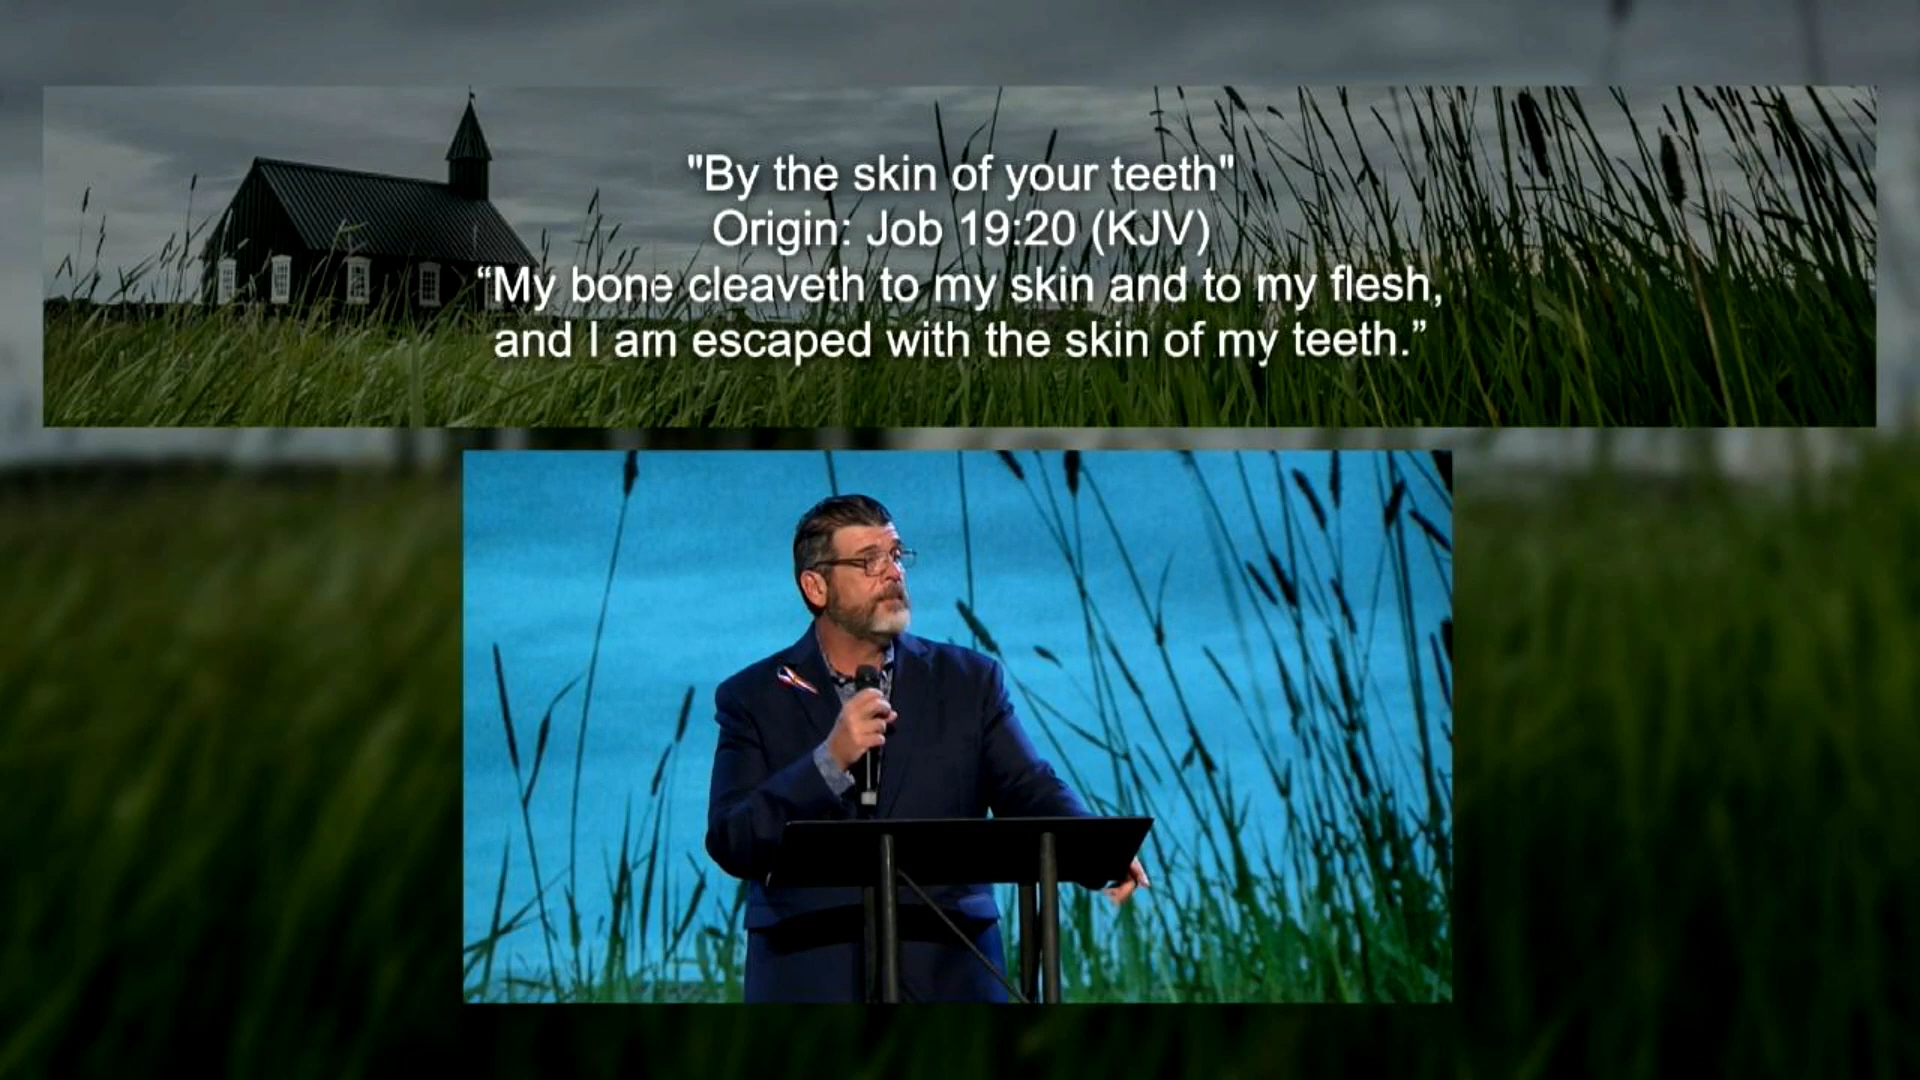 "By the skin of your teeth"
Origin: Job 19:20 (KJV)
“My bone cleaveth to my skin and to my flesh,
and I am escaped with the skin of my teeth.”